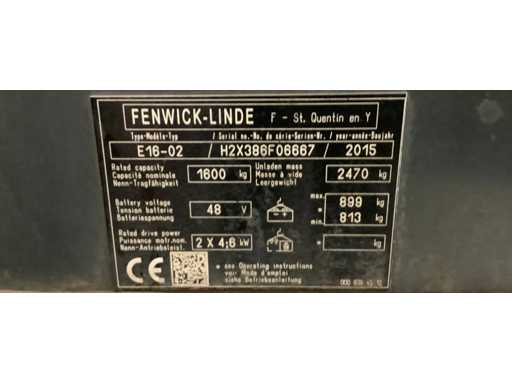 FENWICK-LINDE F - St. Quentin en Y
Type-Modèle-Typ / Serial no.-No. de série-Serien-Nr. / year-année-Baujahr
E16-02 / H2X386F06667 / 2015
Rated capacity
Capacité nominale
Nenn-Tragfähigkeit
1600 kg
Unladen mass
Masse à vide
Leergewicht
2470 kg
Battery voltage
Tension batterie
Batteriespannung
48 V
max. 899 kg
min. 813 kg
Rated drive power
Puissance motr.nom.
Nenn-Antriebsleist.
2 X 4,6 kW
* - kg
CE
* see Operating instructions
voir Mode d'emploi
siehe Betriebsanleitung